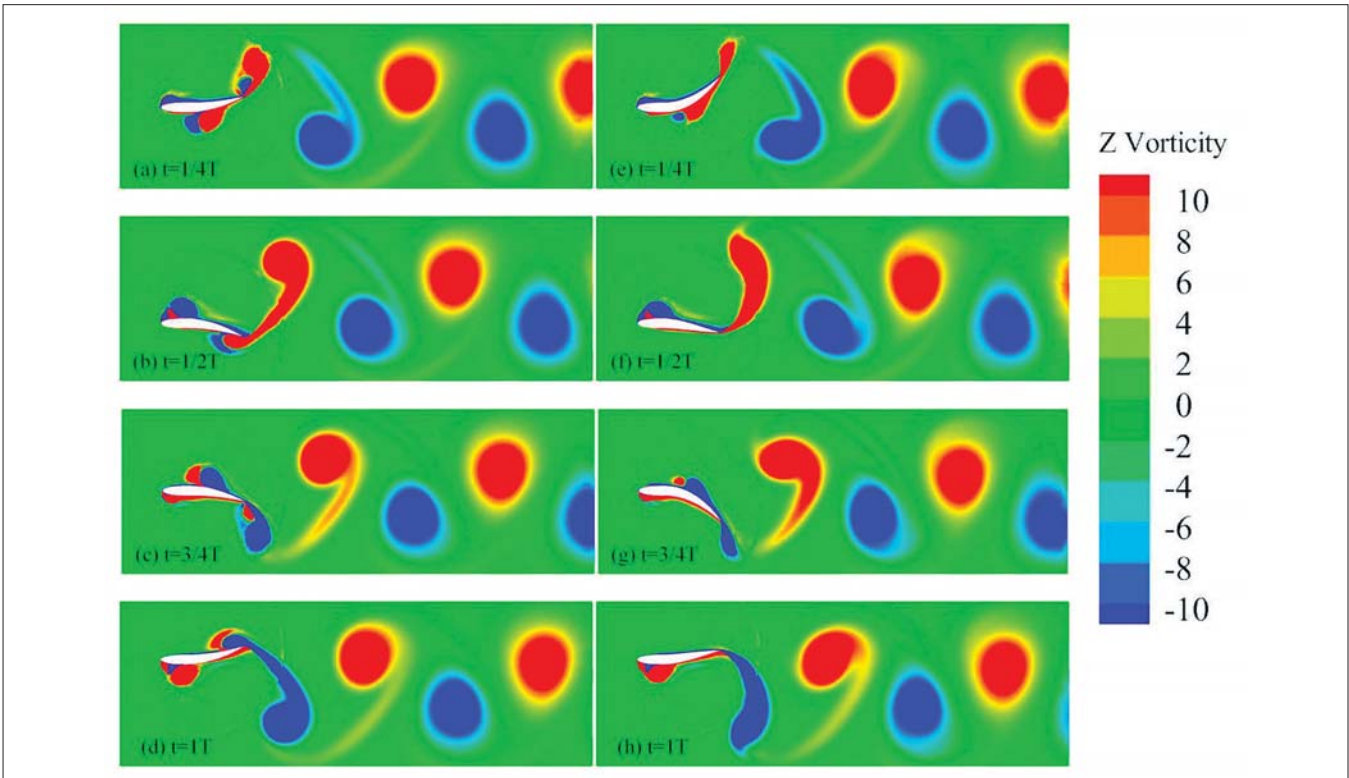 (a) t=1/4T
(e) t=1/4T
(b) t=1/2T
(f) t=1/2T
(c) t=3/4T
(g) t=3/4T
(d) t=1T
(h) t=1T
Z Vorticity
10
8
6
4
2
0
-2
-4
-6
-8
-10